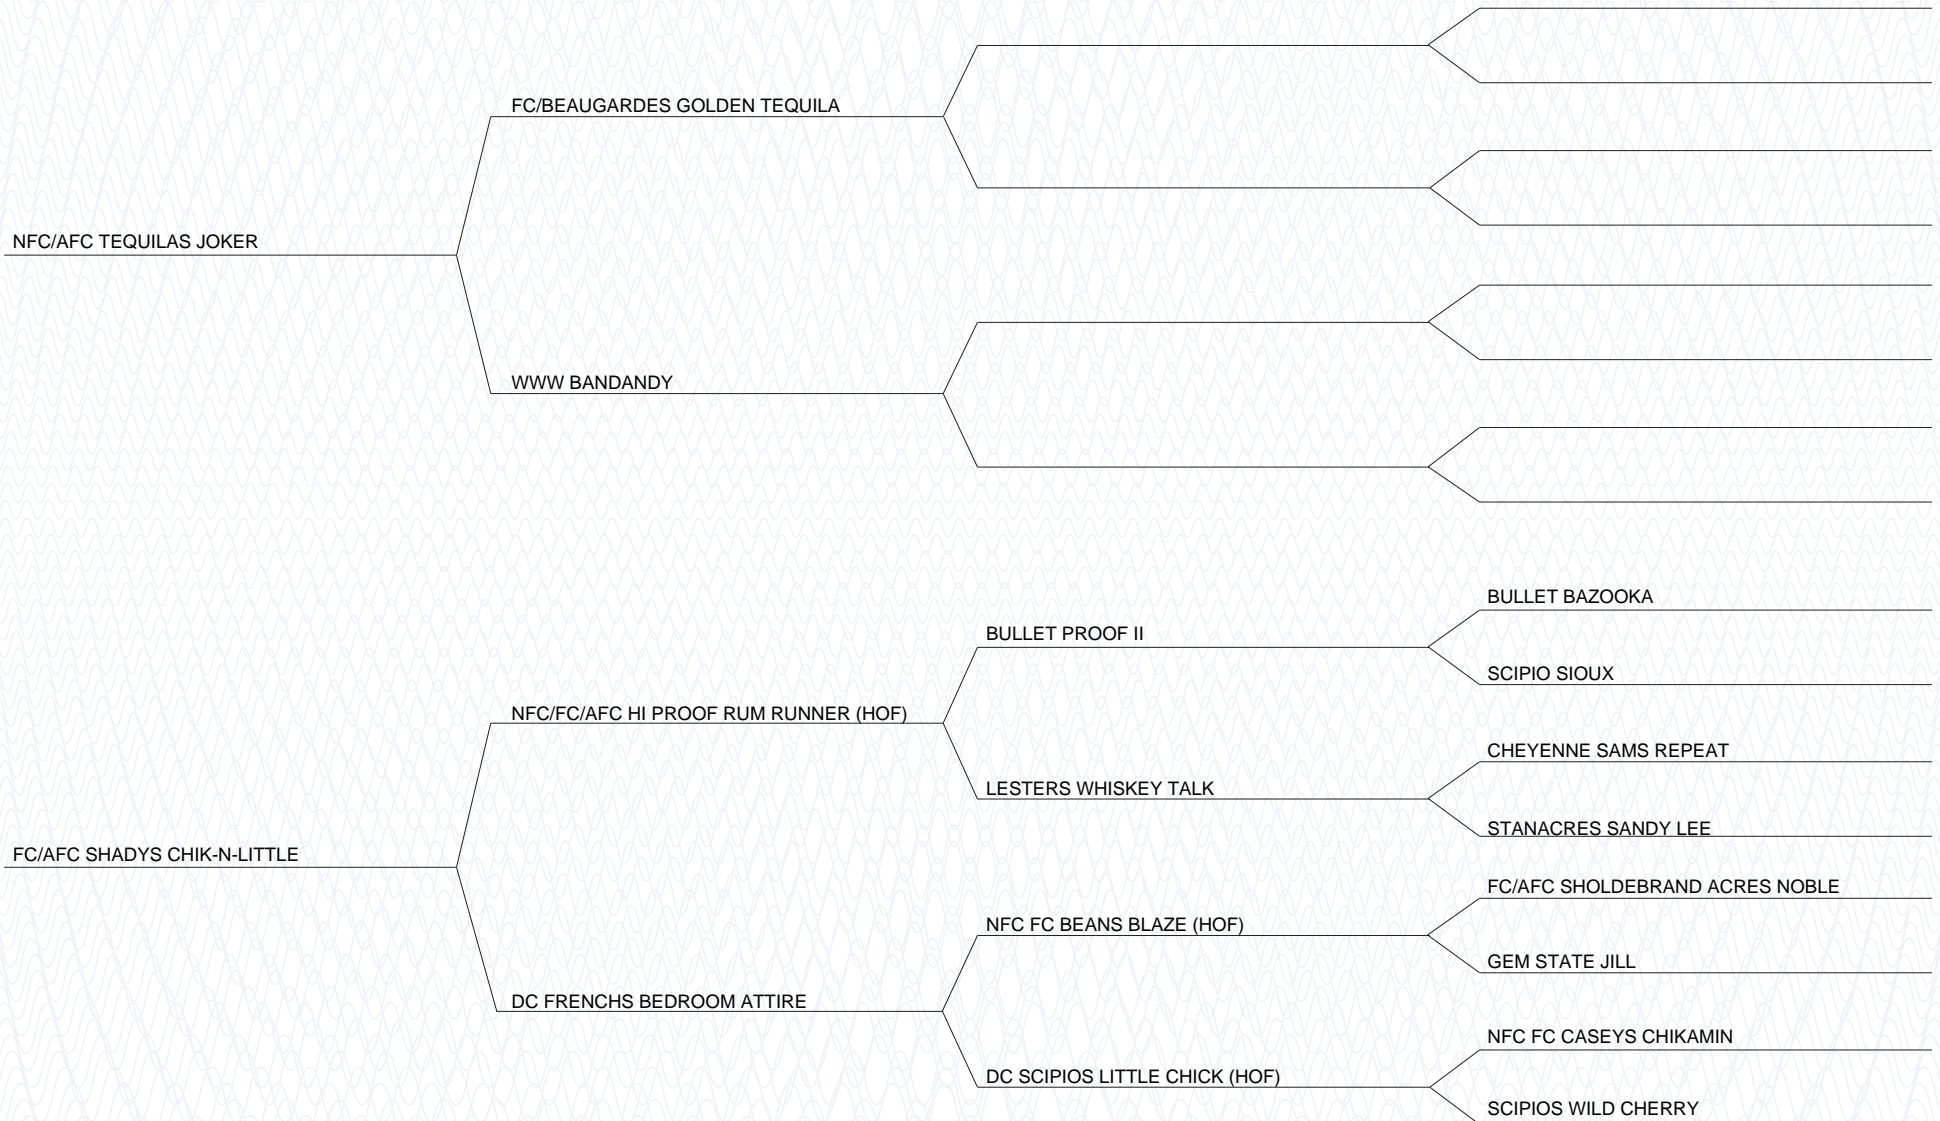 FC/BEAUGARDES GOLDEN TEQUILA
NFC/AFC TEQUILAS JOKER
WWW BANDANDY
BULLET BAZOOKA
BULLET PROOF II
SCIPIO SIOUX
NFC/FC/AFC HI PROOF RUM RUNNER (HOF)
CHEYENNE SAMS REPEAT
LESTERS WHISKEY TALK
STANACRES SANDY LEE
FC/AFC SHADYS CHIK-N-LITTLE
FC/AFC SHOLDEBRAND ACRES NOBLE
NFC FC BEANS BLAZE (HOF)
GEM STATE JILL
DC FRENCHS BEDROOM ATTIRE
NFC FC CASEYS CHIKAMIN
DC SCIPIOS LITTLE CHICK (HOF)
SCIPIOS WILD CHERRY